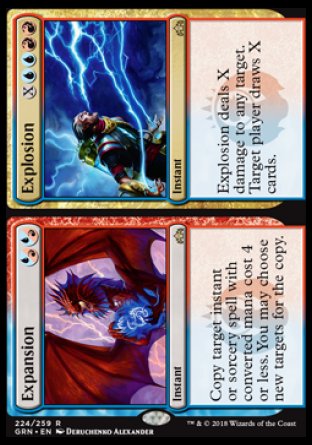 Expansion
Instant
Copy target instant
or sorcery spell with
converted mana cost 4
or less. You may choose
new targets for the copy.
224/259 R
GRN • EN Deruchenko Alexander
™ & © 2018 Wizards of the Coast
Explosion X
Instant
Explosion deals X
damage to any target.
Target player draws X
cards.